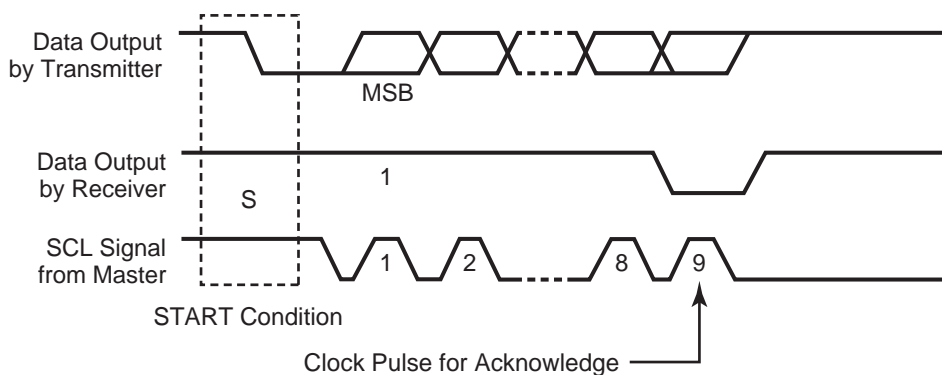 Data Output
by Transmitter
MSB
Data Output
by Receiver
1
S
SCL Signal
from Master
1
2
8
9
START Condition
Clock Pulse for Acknowledge